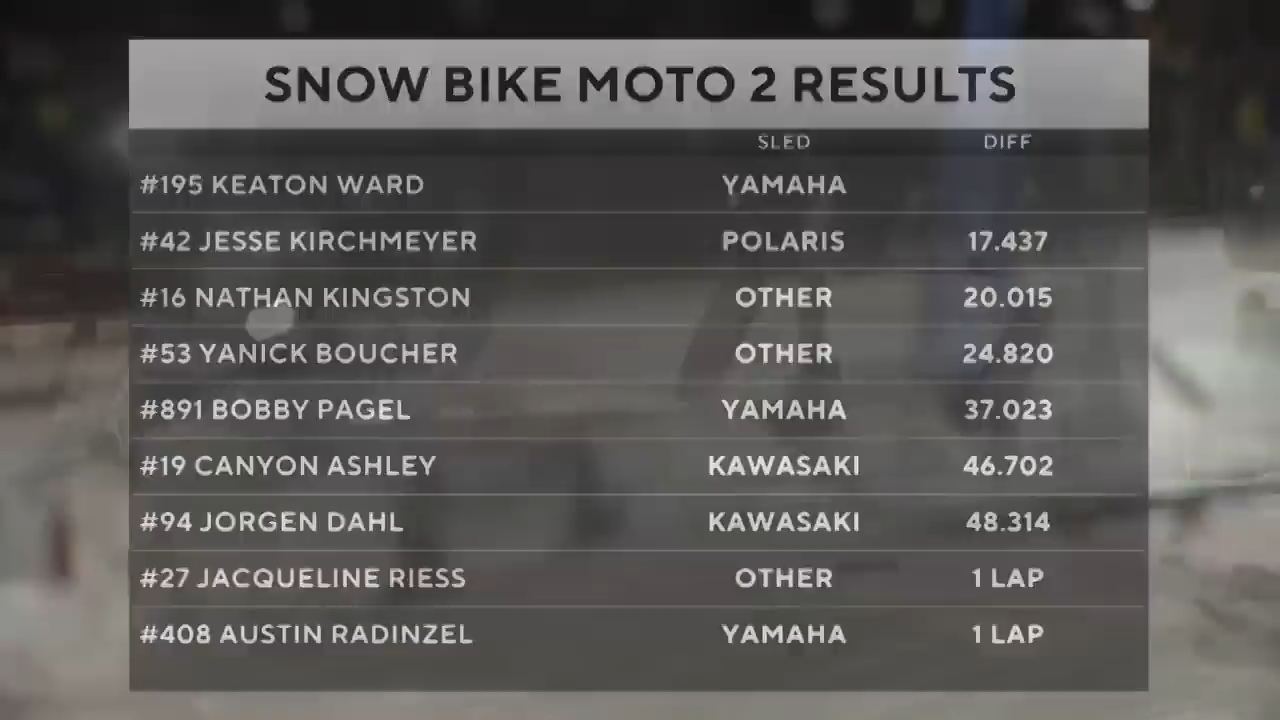 SNOW BIKE MOTO 2 RESULTS
SLED DIFF
#195 KEATON WARD YAMAHA
#42 JESSE KIRCHMEYER POLARIS 17.437
#16 NATHAN KINGSTON OTHER 20.015
#53 YANICK BOUCHER OTHER 24.820
#891 BOBBY PAGEL YAMAHA 37.023
#19 CANYON ASHLEY KAWASAKI 46.702
#94 JORGEN DAHL KAWASAKI 48.314
#27 JACQUELINE RIESS OTHER 1 LAP
#408 AUSTIN RADINZEL YAMAHA 1 LAP